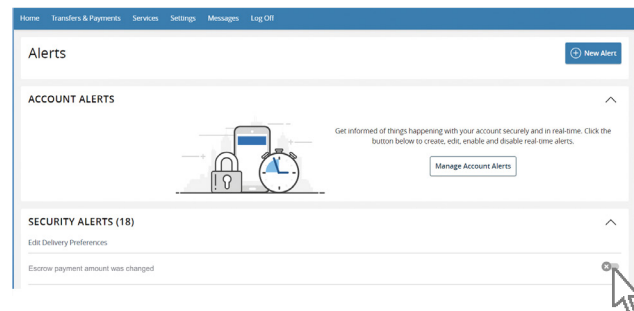 Home Transfers & Payments Services Settings Messages Log Off
Alerts
New Alert
ACCOUNT ALERTS
Get informed of things happening with your account securely and in real-time. Click the
button below to create, edit, enable and disable real-time alerts.
Manage Account Alerts
SECURITY ALERTS (18)
Edit Delivery Preferences
Escrow payment amount was changed